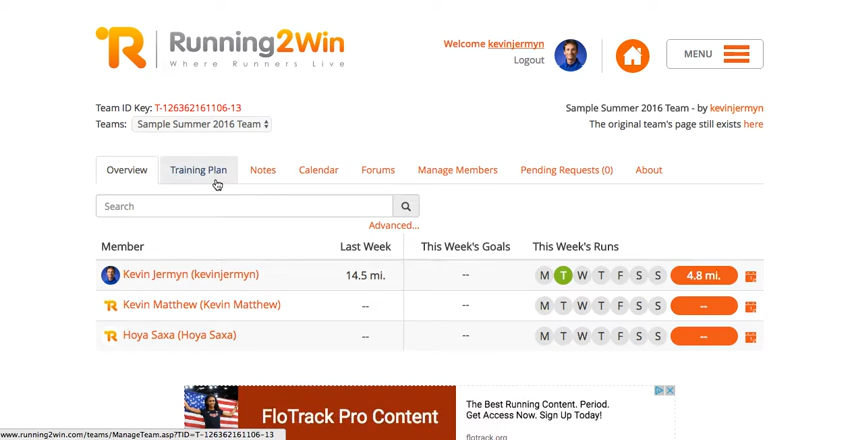 Running2Win
Where Runners Live
Welcome kevinjermyn
Logout
MENU
Team ID Key: T-126362161106-13
Teams: Sample Summer 2016 Team
Sample Summer 2016 Team - by kevinjermyn
The original team's page still exists here
Overview Training Plan Notes Calendar Forums Manage Members Pending Requests (0) About
Search
Advanced...
Member Last Week This Week's Goals This Week's Runs
Kevin Jermyn (kevinjermyn) 14.5 mi. -- M T W T F S S 4.8 mi.
Kevin Matthew (Kevin Matthew) -- -- M T W T F S S --
Hoya Saxa (Hoya Saxa) -- -- M T W T F S S --
FloTrack Pro Content
The Best Running Content. Period.
Get Access Now. Sign Up Today!
flotrack.org
www.running2win.com/teams/ManageTeam.asp?TID=T-126362161106-13